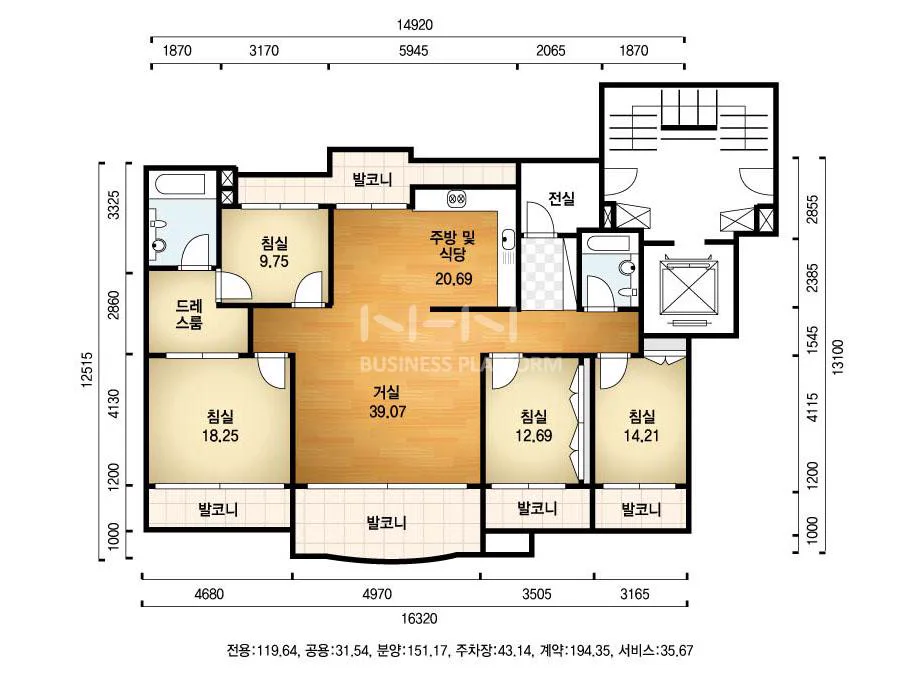 14920
1870 3170 5945 2065 1870
발코니
전실
침실
9.75
주방 및
식당
20.69
드레
스룸
N-H-N
BUSINESS PLATFORM
거실
39.07
침실
18.25
침실
12.69
침실
14.21
발코니
발코니
발코니
발코니
3325
2860
4130
1200
1000
12515
2855
2385
1545
4115
1200
1000
13100
4680 4970 3505 3165
16320
전용:119.64, 공용:31.54, 분양:151.17, 주차장:43.14, 계약:194.35, 서비스:35.67